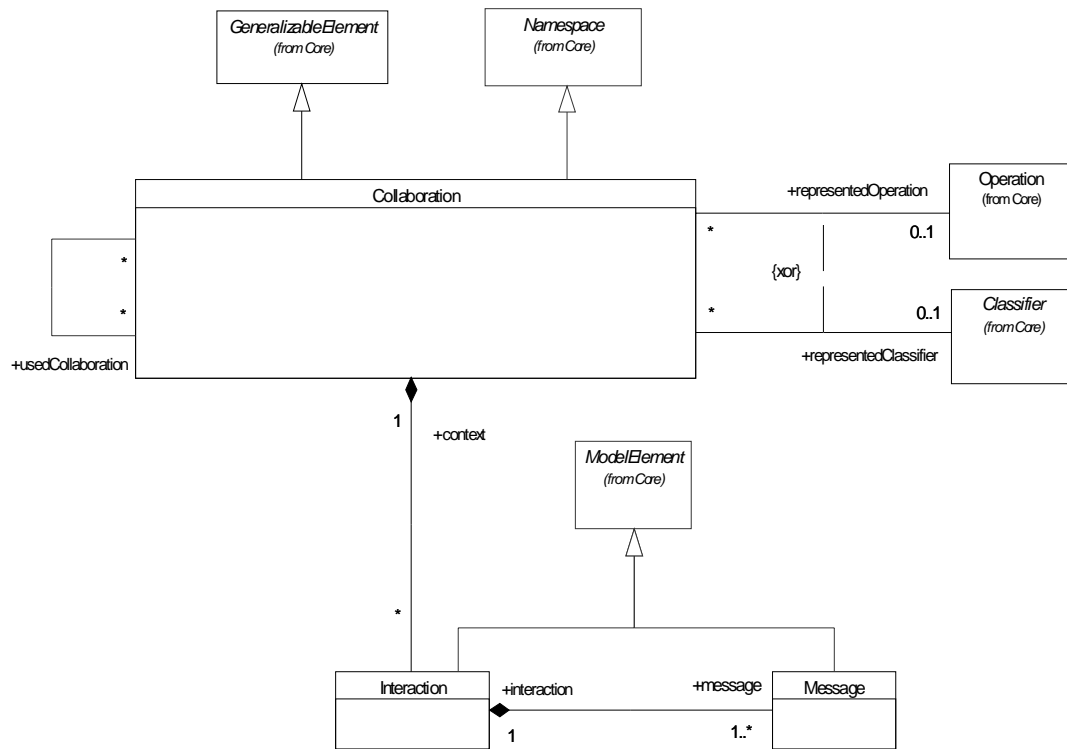 GeneralizableElement
(from Core)
Namespace
(from Core)
Collaboration
+representedOperation
Operation
(from Core)
*
0..1
*
{xor}
*
*
0..1
Classifier
(from Core)
+usedCollaboration
+representedClassifier
1
+context
ModelElement
(from Core)
*
Interaction
+interaction
+message
Message
1
1..*